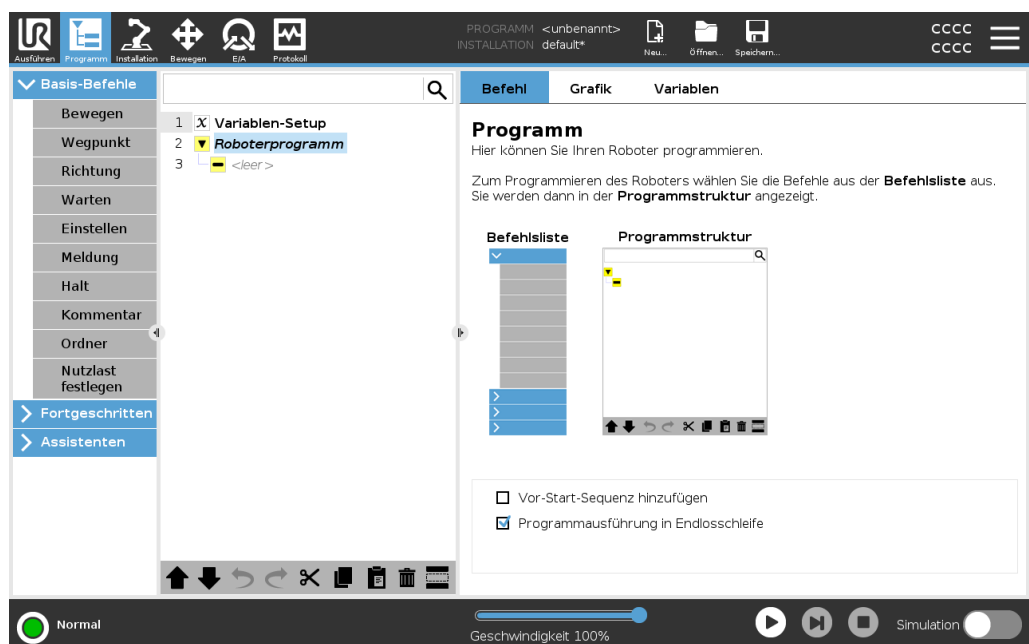 UR
PROGRAMM <unbenannt>
INSTALLATION default*
Ausführen
Programm
Installation
Bewegen
E/A
Protokoll
Neu...
Öffnen...
Speichern...
cccc
cccc
Basis-Befehle
Bewegen
Wegpunkt
Richtung
Warten
Einstellen
Meldung
Halt
Kommentar
Ordner
Nutzlast
festlegen
Fortgeschritten
Assistenten
1 X Variablen-Setup
2 Roboterprogramm
3 <leer>
Befehl
Grafik
Variablen
Programm
Hier können Sie Ihren Roboter programmieren.
Zum Programmieren des Roboters wählen Sie die Befehle aus der Befehlsliste aus.
Sie werden dann in der Programmstruktur angezeigt.
Befehlsliste
Programmstruktur
Vor-Start-Sequenz hinzufügen
Programmausführung in Endlosschleife
Normal
Geschwindigkeit 100%
Simulation